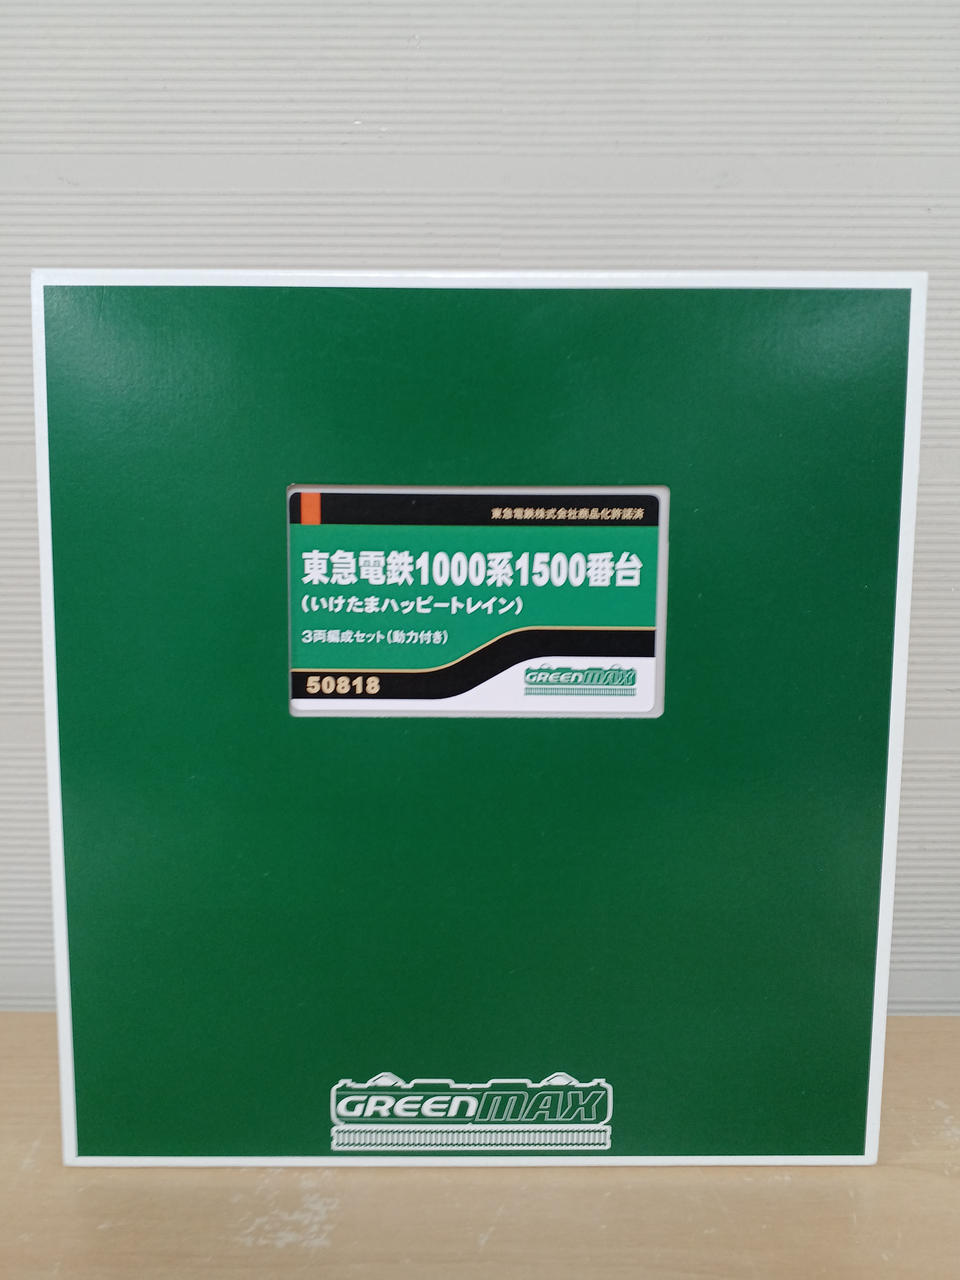 東急電鉄株式会社商品化許諾済
東急電鉄1000系1500番台
(いけたまハッピートレイン)
3両編成セット(動力付き)
50818
GREENMAX
GREENMAX